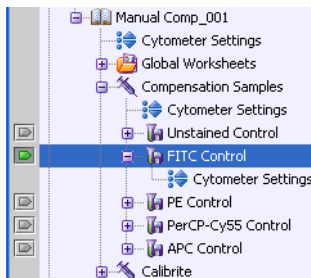 Manual Comp_001
Cytometer Settings
Global Worksheets
Compensation Samples
Cytometer Settings
Unstained Control
FITC Control
Cytometer Settings
PE Control
PerCP-Cy55 Control
APC Control
Calibrite